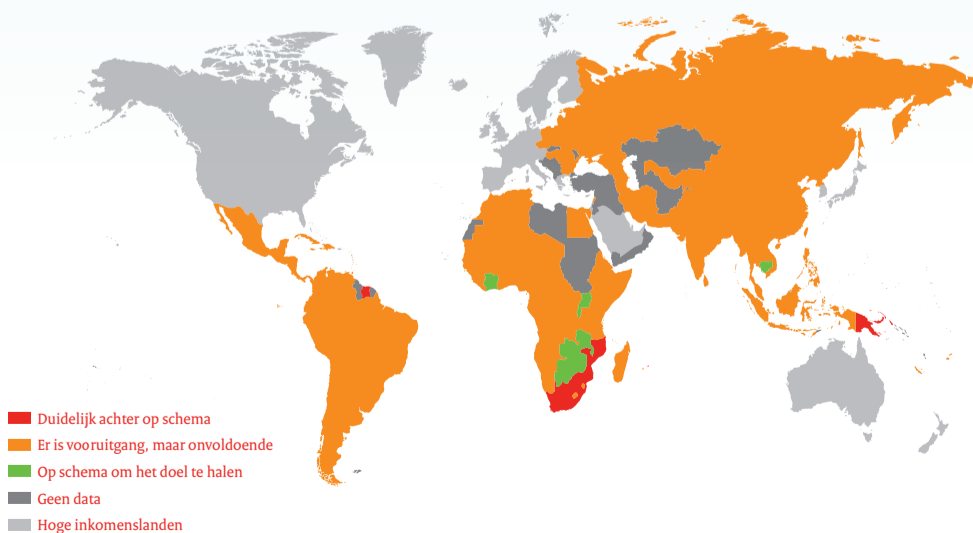 Duidelijk achter op schema
Er is vooruitgang, maar onvoldoende
Op schema om het doel te halen
Geen data
Hoge inkomenslanden